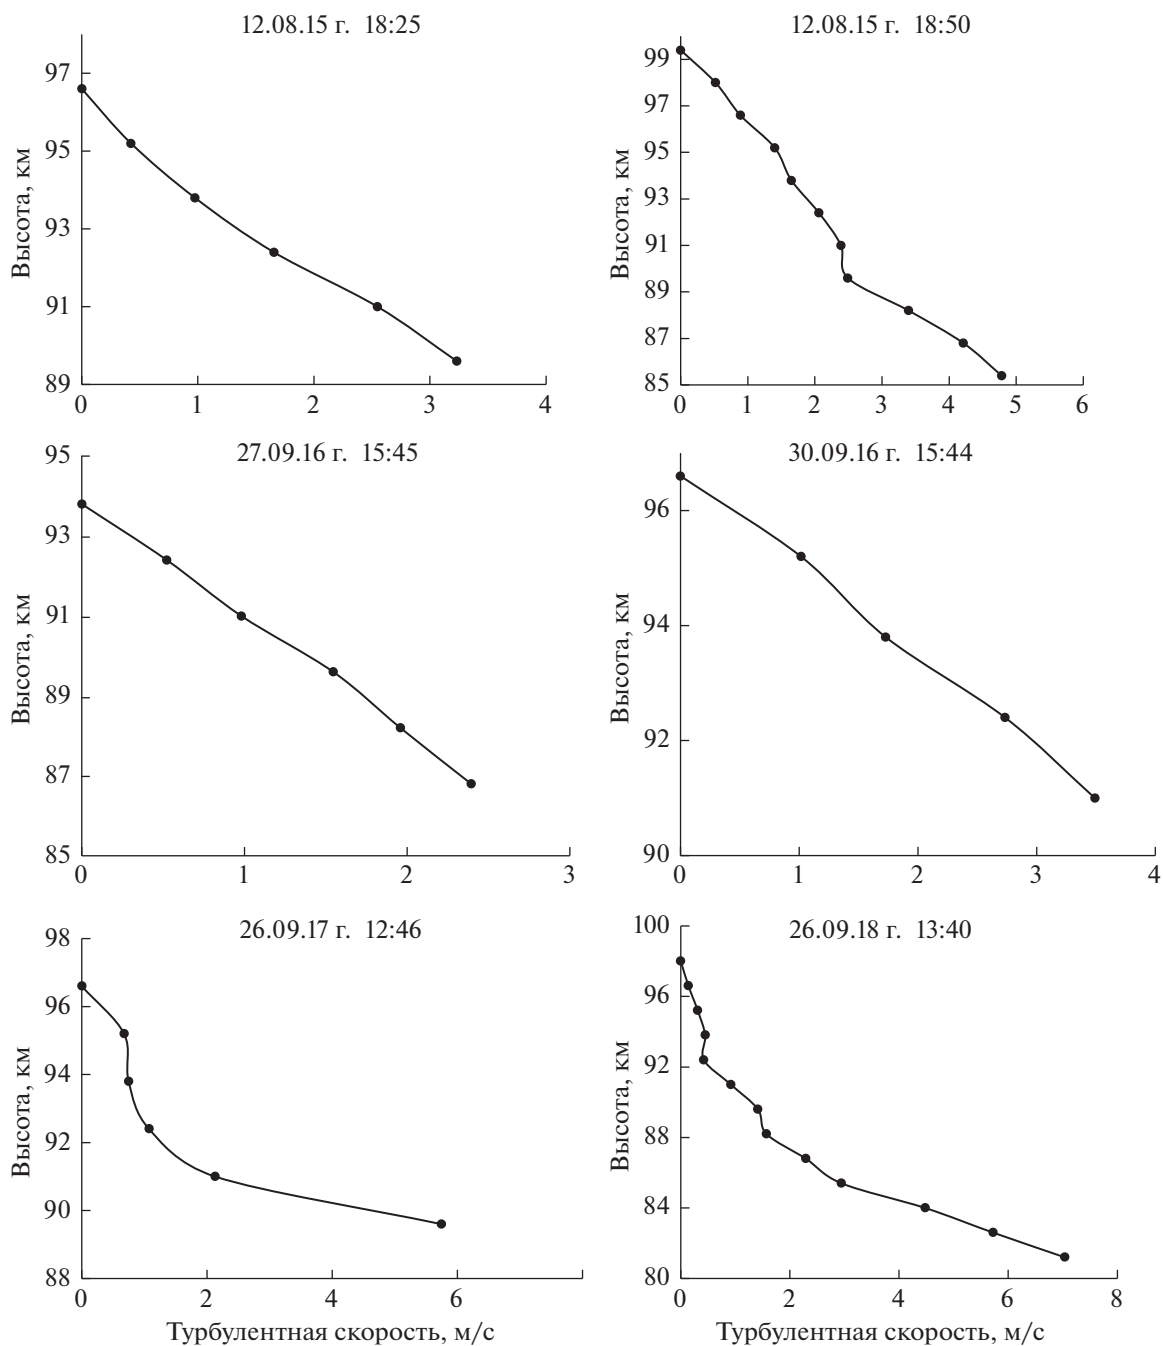 12.08.15 г. 18:25
Высота, км
97
95
93
91
89
0 1 2 3 4
12.08.15 г. 18:50
Высота, км
99
97
95
93
91
89
87
85
0 1 2 3 4 5 6
27.09.16 г. 15:45
Высота, км
95
93
91
89
87
85
0 1 2 3
30.09.16 г. 15:44
Высота, км
96
94
92
90
0 1 2 3 4
26.09.17 г. 12:46
Высота, км
98
96
94
92
90
88
0 2 4 6
Турбулентная скорость, м/с
26.09.18 г. 13:40
Высота, км
100
96
92
88
84
80
0 2 4 6 8
Турбулентная скорость, м/с